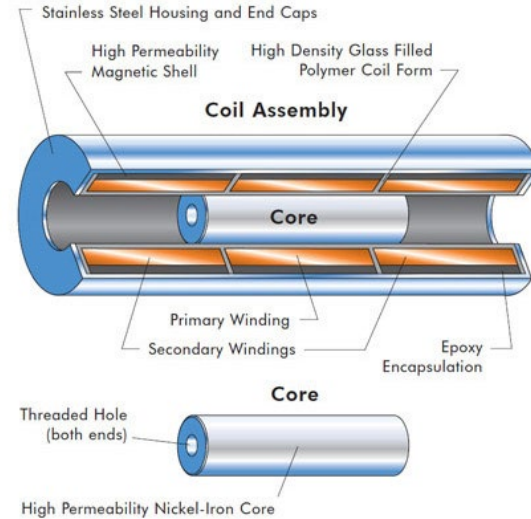 Stainless Steel Housing and End Caps
High Permeability
Magnetic Shell
High Density Glass Filled
Polymer Coil Form
Coil Assembly
Core
Primary Winding
Secondary Windings
Epoxy
Encapsulation
Core
Threaded Hole
(both ends)
High Permeability Nickel-Iron Core